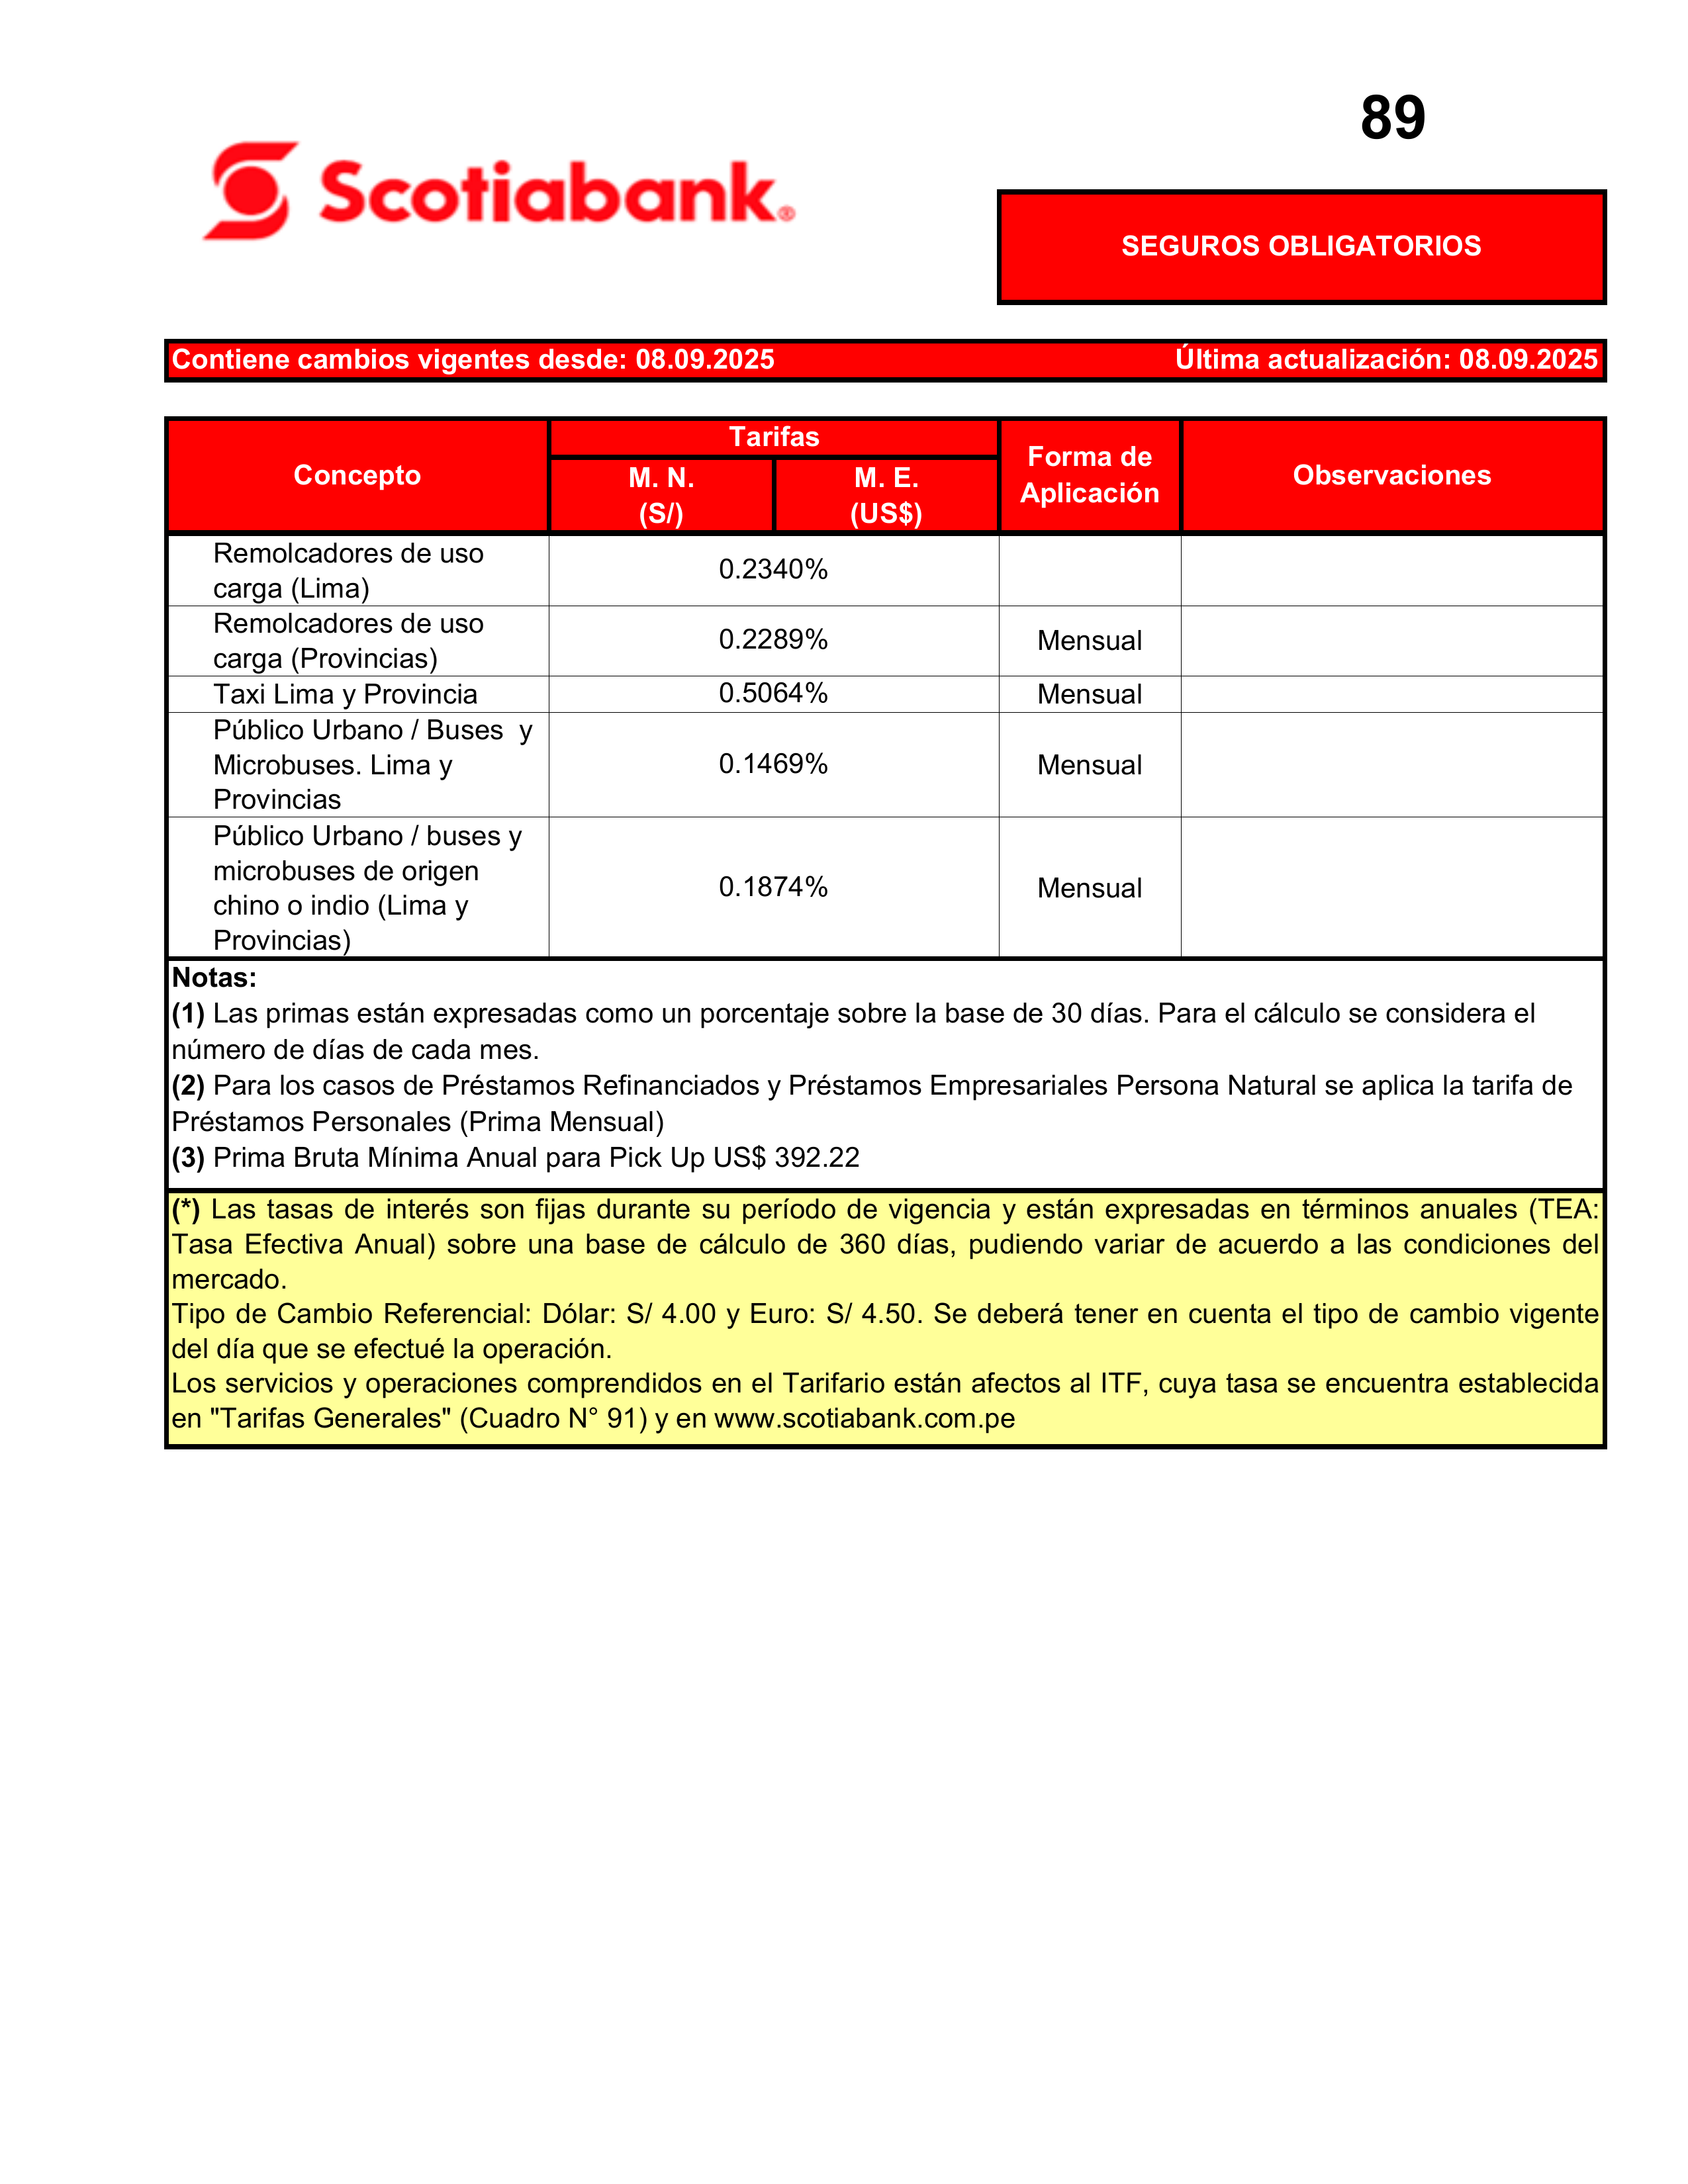 89
Scotiabank®
SEGUROS OBLIGATORIOS
Contiene cambios vigentes desde: 08.09.2025 Última actualización: 08.09.2025
Concepto
Tarifas
M. N.
(S/)
M. E.
(US$)
Forma de
Aplicación
Observaciones
Remolcadores de uso
carga (Lima)
0.2340%
Remolcadores de uso
carga (Provincias)
0.2289%
Mensual
Taxi Lima y Provincia
0.5064%
Mensual
Público Urbano / Buses  y
Microbuses. Lima y
Provincias
0.1469%
Mensual
Público Urbano / buses y
microbuses de origen
chino o indio (Lima y
Provincias)
0.1874%
Mensual
Notas:
(1) Las primas están expresadas como un porcentaje sobre la base de 30 días. Para el cálculo se considera el
número de días de cada mes.
(2) Para los casos de Préstamos Refinanciados y Préstamos Empresariales Persona Natural se aplica la tarifa de
Préstamos Personales (Prima Mensual)
(3) Prima Bruta Mínima Anual para Pick Up US$ 392.22
(*) Las tasas de interés son fijas durante su período de vigencia y están expresadas en términos anuales (TEA:
Tasa Efectiva Anual) sobre una base de cálculo de 360 días, pudiendo variar de acuerdo a las condiciones del
mercado.
Tipo de Cambio Referencial: Dólar: S/ 4.00 y Euro: S/ 4.50. Se deberá tener en cuenta el tipo de cambio vigente
del día que se efectué la operación.
Los servicios y operaciones comprendidos en el Tarifario están afectos al ITF, cuya tasa se encuentra establecida
en "Tarifas Generales" (Cuadro N° 91) y en www.scotiabank.com.pe